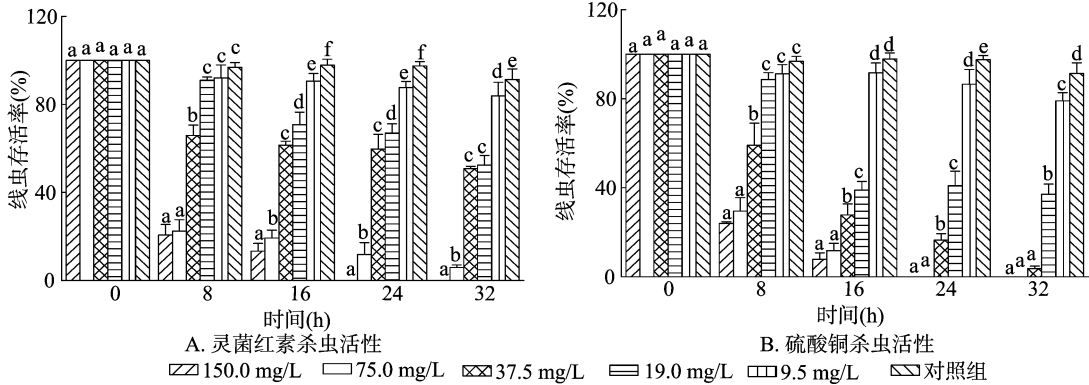 120
80
40
0
线虫存活率(%)
a a a a a a
a a b c c c
a b c d e f
a b c d e f
a b c c d e
0 8 16 24 32
时间(h)
A. 灵菌红素杀虫活性
120
80
40
0
线虫存活率(%)
a a a a a a
a a b c c c
a a b c d d
a a b c d e
a a a b c d
0 8 16 24 32
时间(h)
B. 硫酸铜杀虫活性
150.0 mg/L 75.0 mg/L 37.5 mg/L 19.0 mg/L 9.5 mg/L 对照组